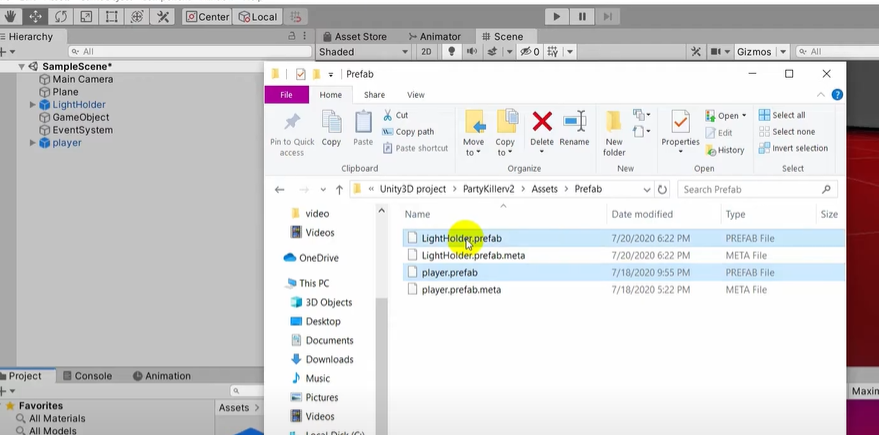 Center Local
Hierarchy
All
SampleScene*
Main Camera
Plane
LightHolder
GameObject
EventSystem
player
Asset Store Animator Scene
Shaded 2D 0 Gizmos All
Prefab
File Home Share View
Pin to Quick access
Copy
Paste
Cut
Copy path
Paste shortcut
Clipboard
Move to
Copy to
Delete
Rename
Organize
New folder
New
Properties
Open
Edit
History
Open
Select all
Select none
Invert selection
Select
« Unity3D project > PartyKillerv2 > Assets > Prefab
Search Prefab
Name Date modified Type Size
LightHolder.prefab 7/20/2020 6:22 PM PREFAB File
LightHolder.prefab.meta 7/20/2020 6:22 PM META File
player.prefab 7/18/2020 9:55 PM PREFAB File
player.prefab.meta 7/18/2020 5:22 PM META File
video
Videos
OneDrive
This PC
3D Objects
Desktop
Documents
Downloads
Music
Pictures
Videos
Project Console Animation
Favorites
All Materials
All Models
Assets >